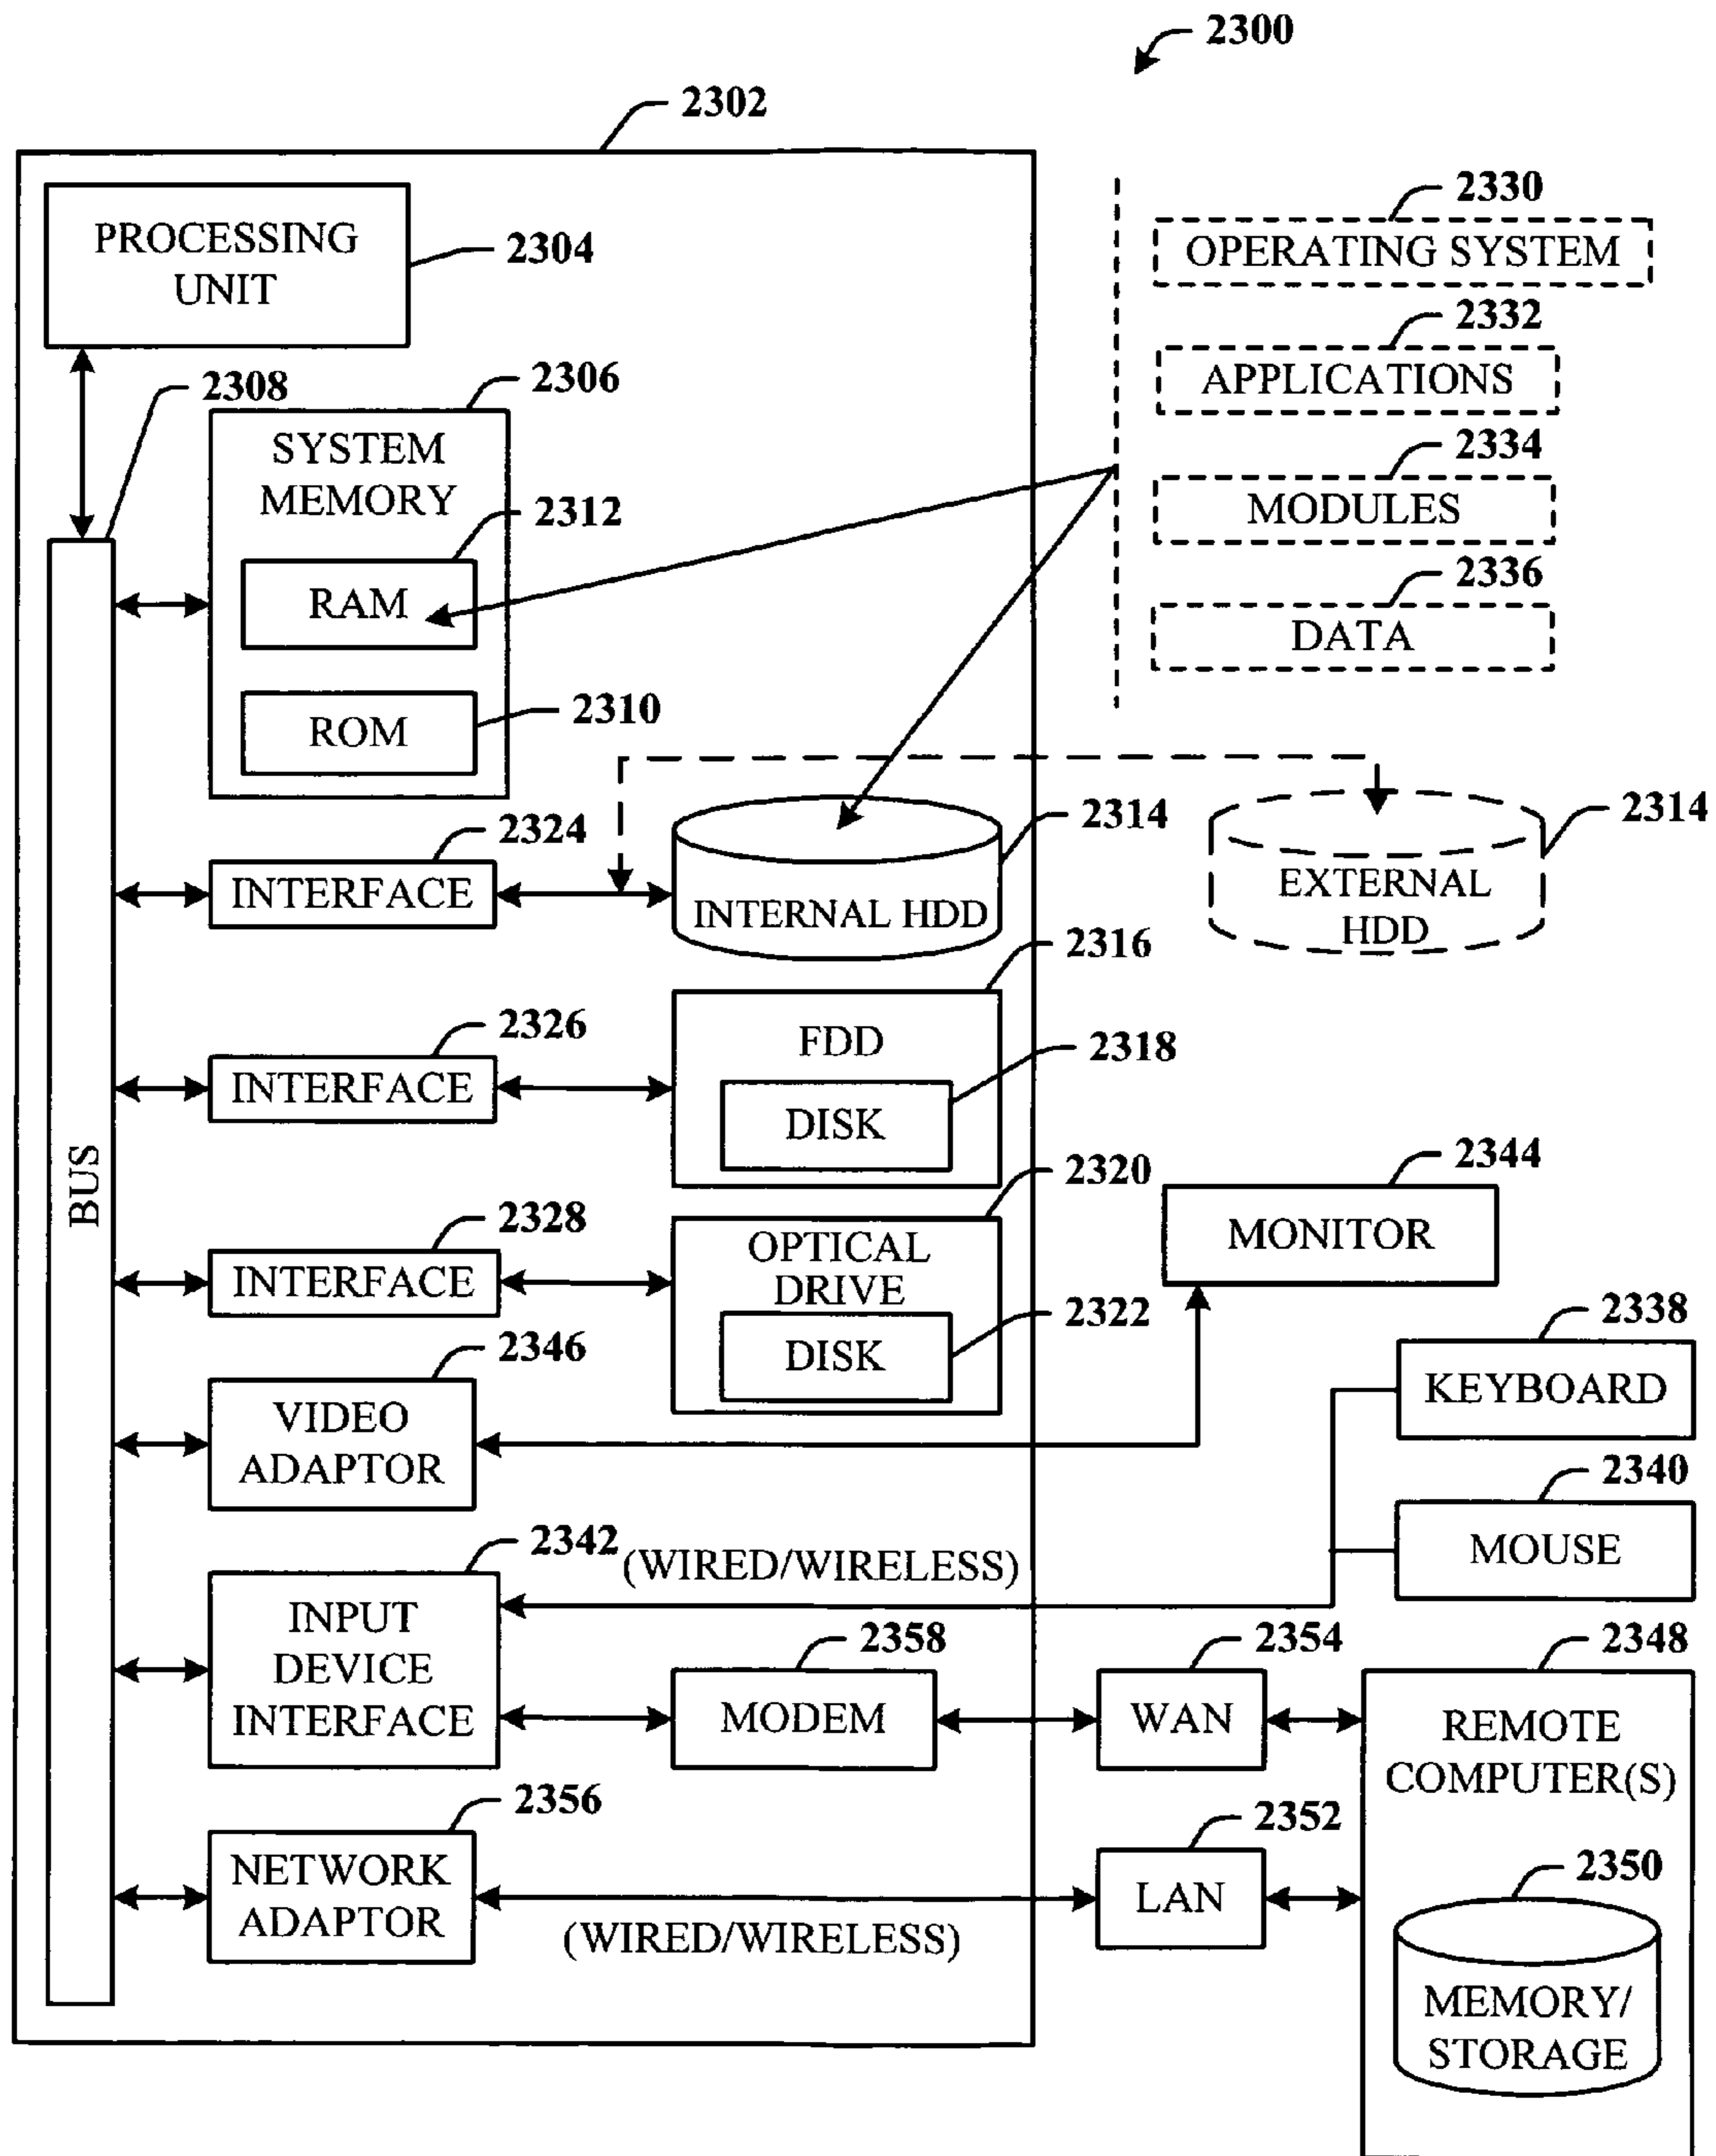 2300
2302
PROCESSING
UNIT
2304
2330
OPERATING SYSTEM
2332
APPLICATIONS
2334
MODULES
2336
DATA
2308
2306
SYSTEM
MEMORY
2312
RAM
2310
ROM
2324
INTERFACE
2314
INTERNAL HDD
2314
EXTERNAL
HDD
2316
FDD
2318
DISK
2326
INTERFACE
BUS
2320
OPTICAL
DRIVE
2322
DISK
2328
INTERFACE
2344
MONITOR
2346
VIDEO
ADAPTOR
2338
KEYBOARD
2340
MOUSE
2342
(WIRED/WIRELESS)
INPUT
DEVICE
INTERFACE
2358
MODEM
2354
WAN
2348
REMOTE
COMPUTER(S)
2356
NETWORK
ADAPTOR
(WIRED/WIRELESS)
2352
LAN
2350
MEMORY/
STORAGE